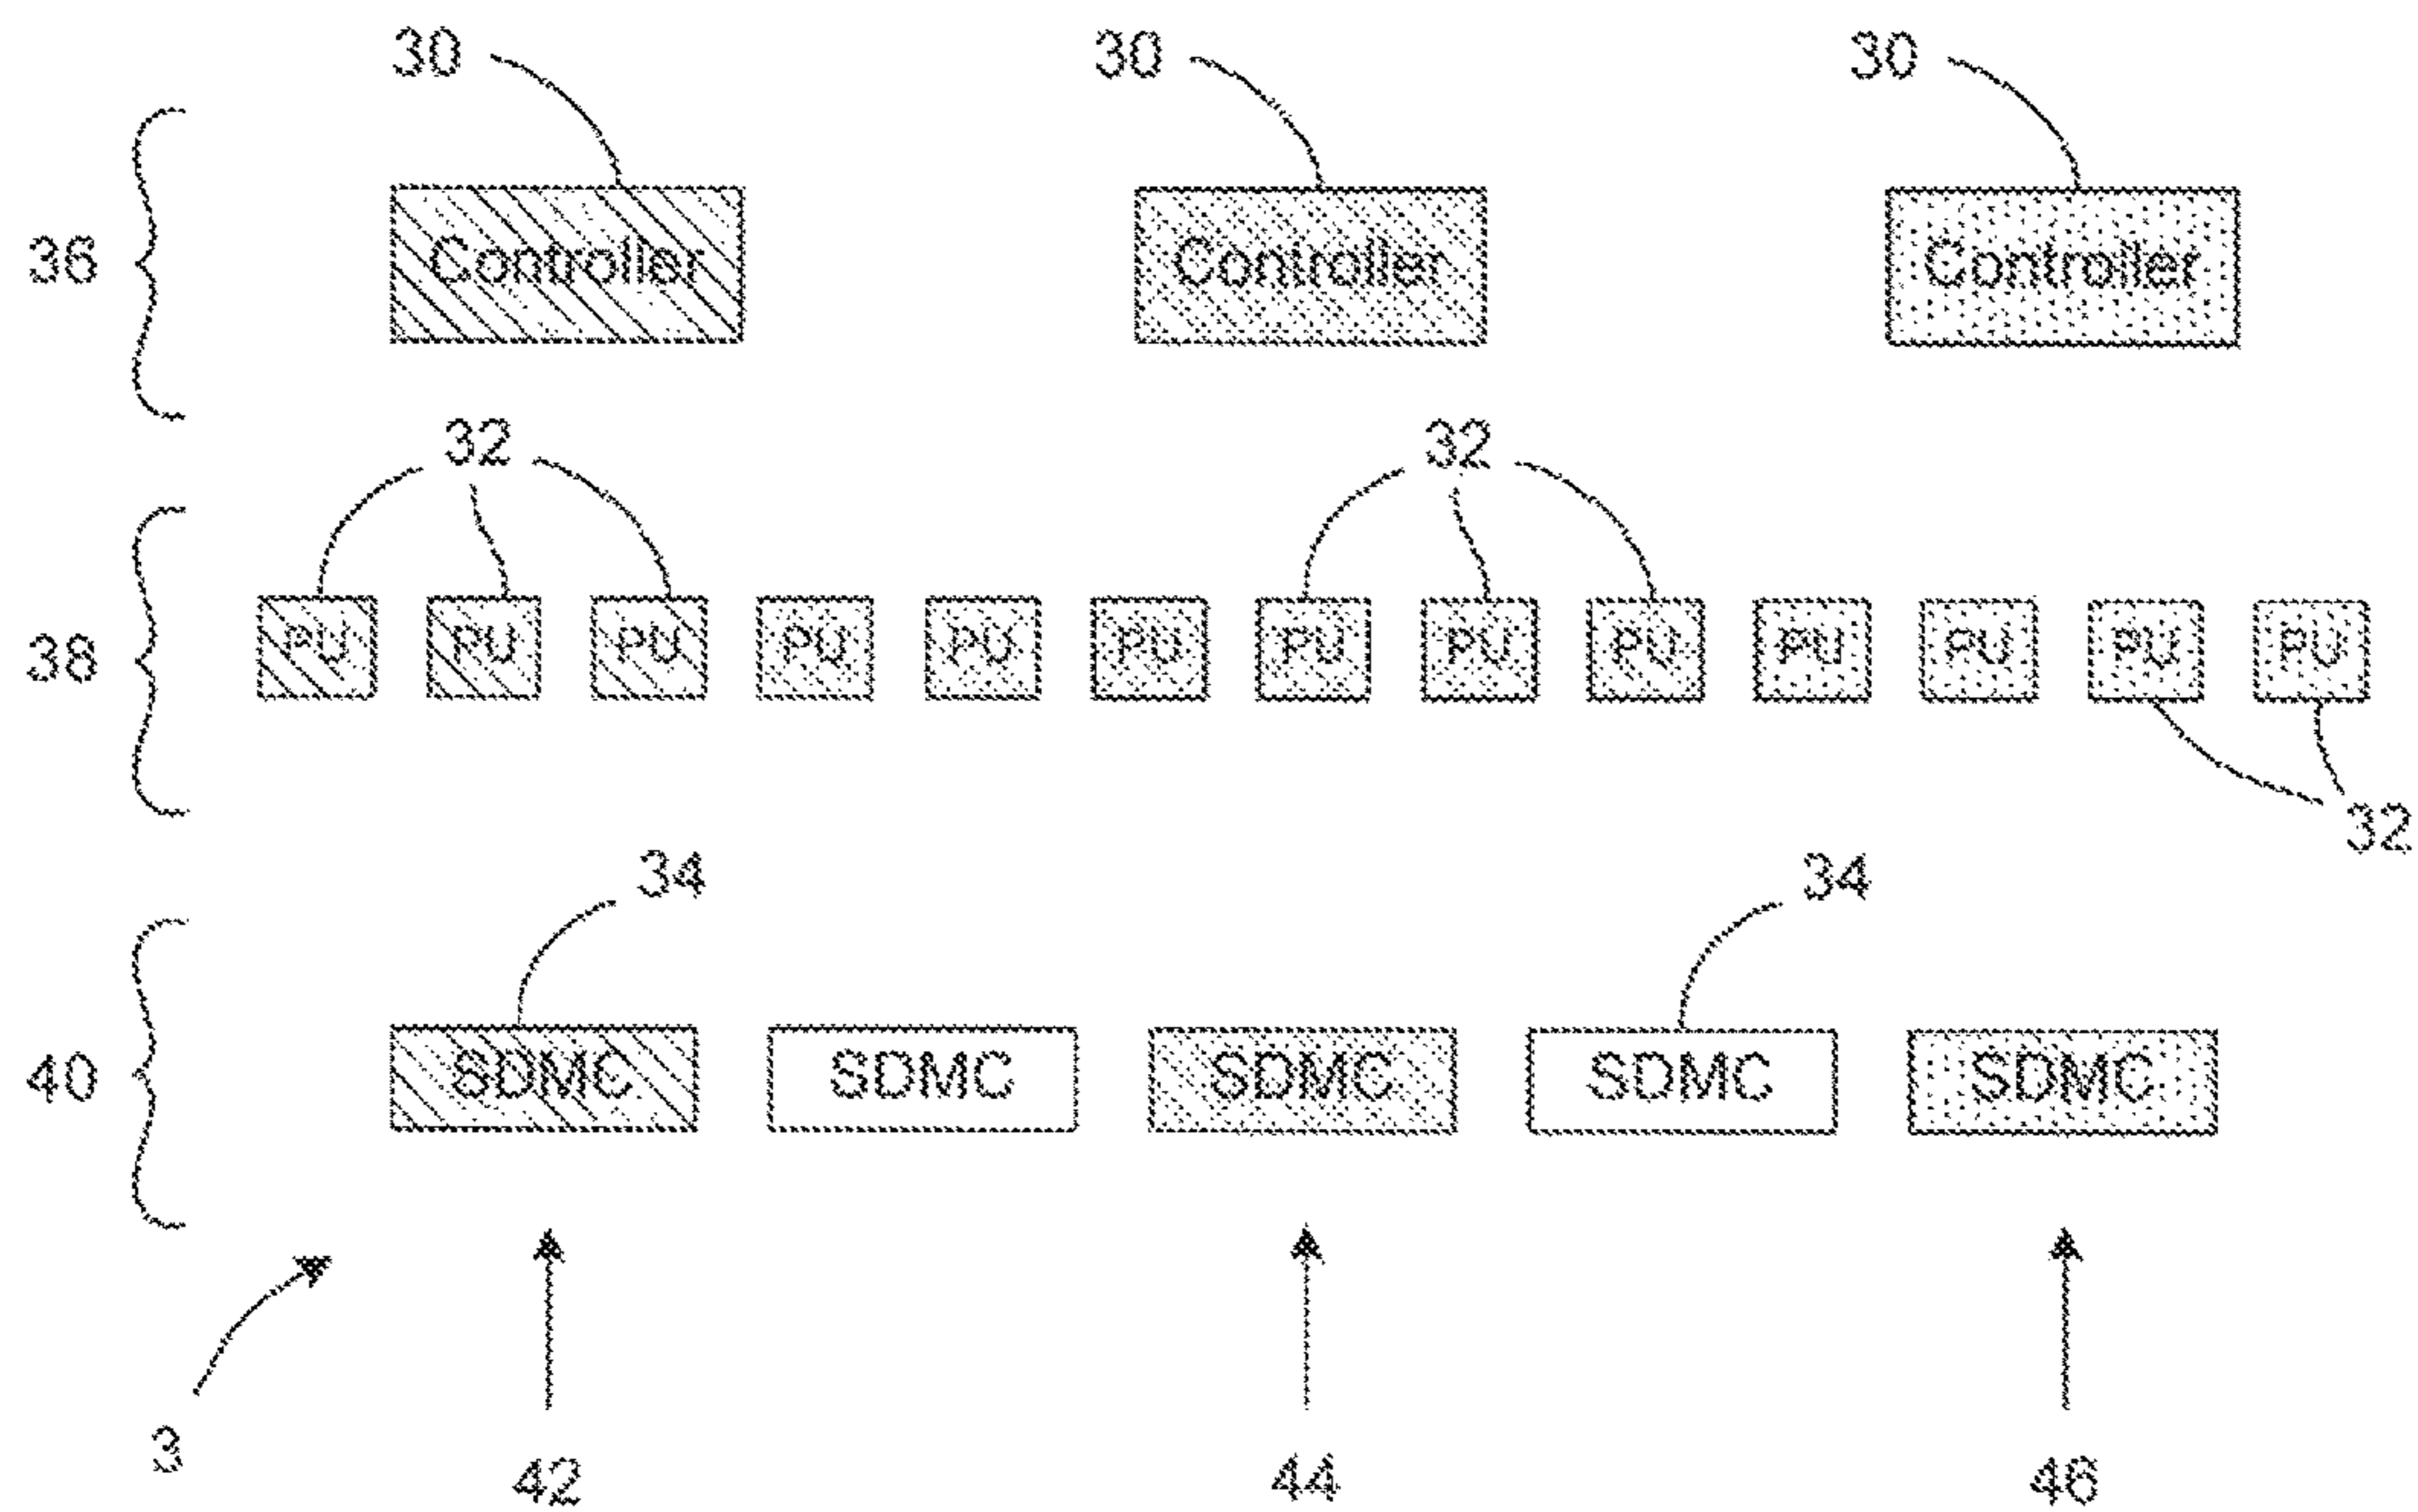 30 30 30
36 Controller Controller Controller
32 32
38 PU PU PU PU PU PU PU PU PU PU PU PU PU
32
34 34
40 SDMC SDMC SDMC SDMC SDMC
3 42 44 46